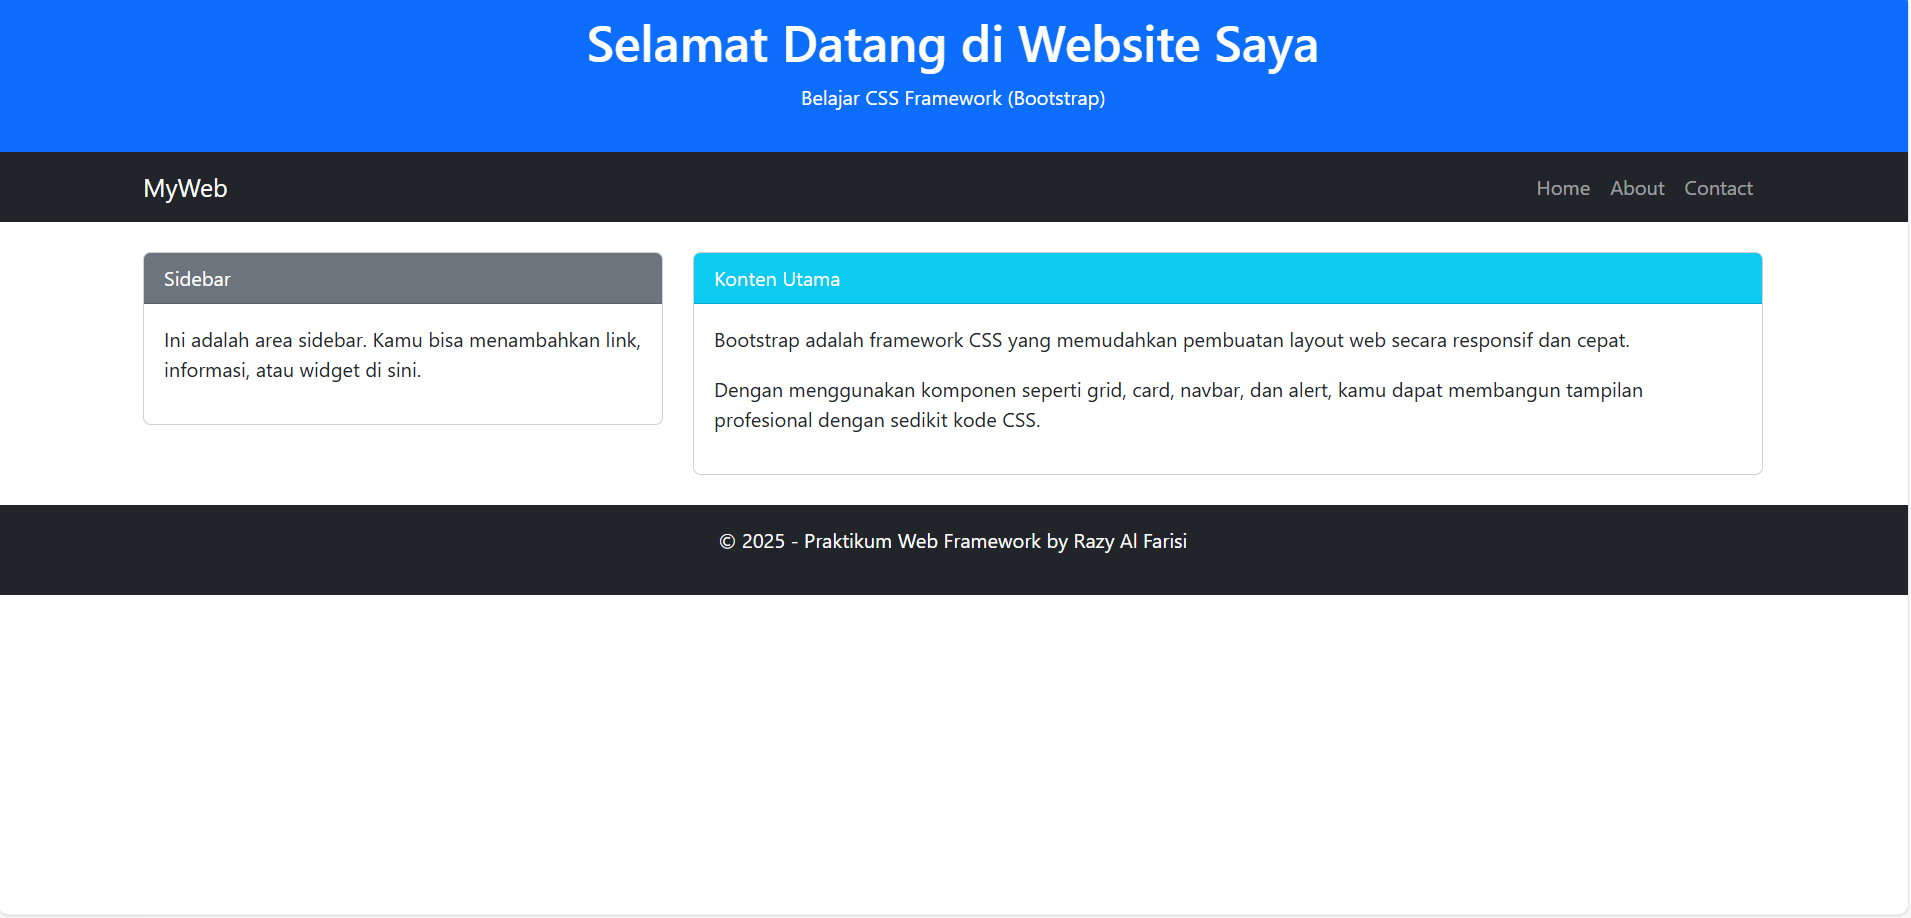 Selamat Datang di Website Saya
Belajar CSS Framework (Bootstrap)
MyWeb
Home About Contact
Sidebar
Ini adalah area sidebar. Kamu bisa menambahkan link,
informasi, atau widget di sini.
Konten Utama
Bootstrap adalah framework CSS yang memudahkan pembuatan layout web secara responsif dan cepat.
Dengan menggunakan komponen seperti grid, card, navbar, dan alert, kamu dapat membangun tampilan
profesional dengan sedikit kode CSS.
© 2025 - Praktikum Web Framework by Razy Al Farisi